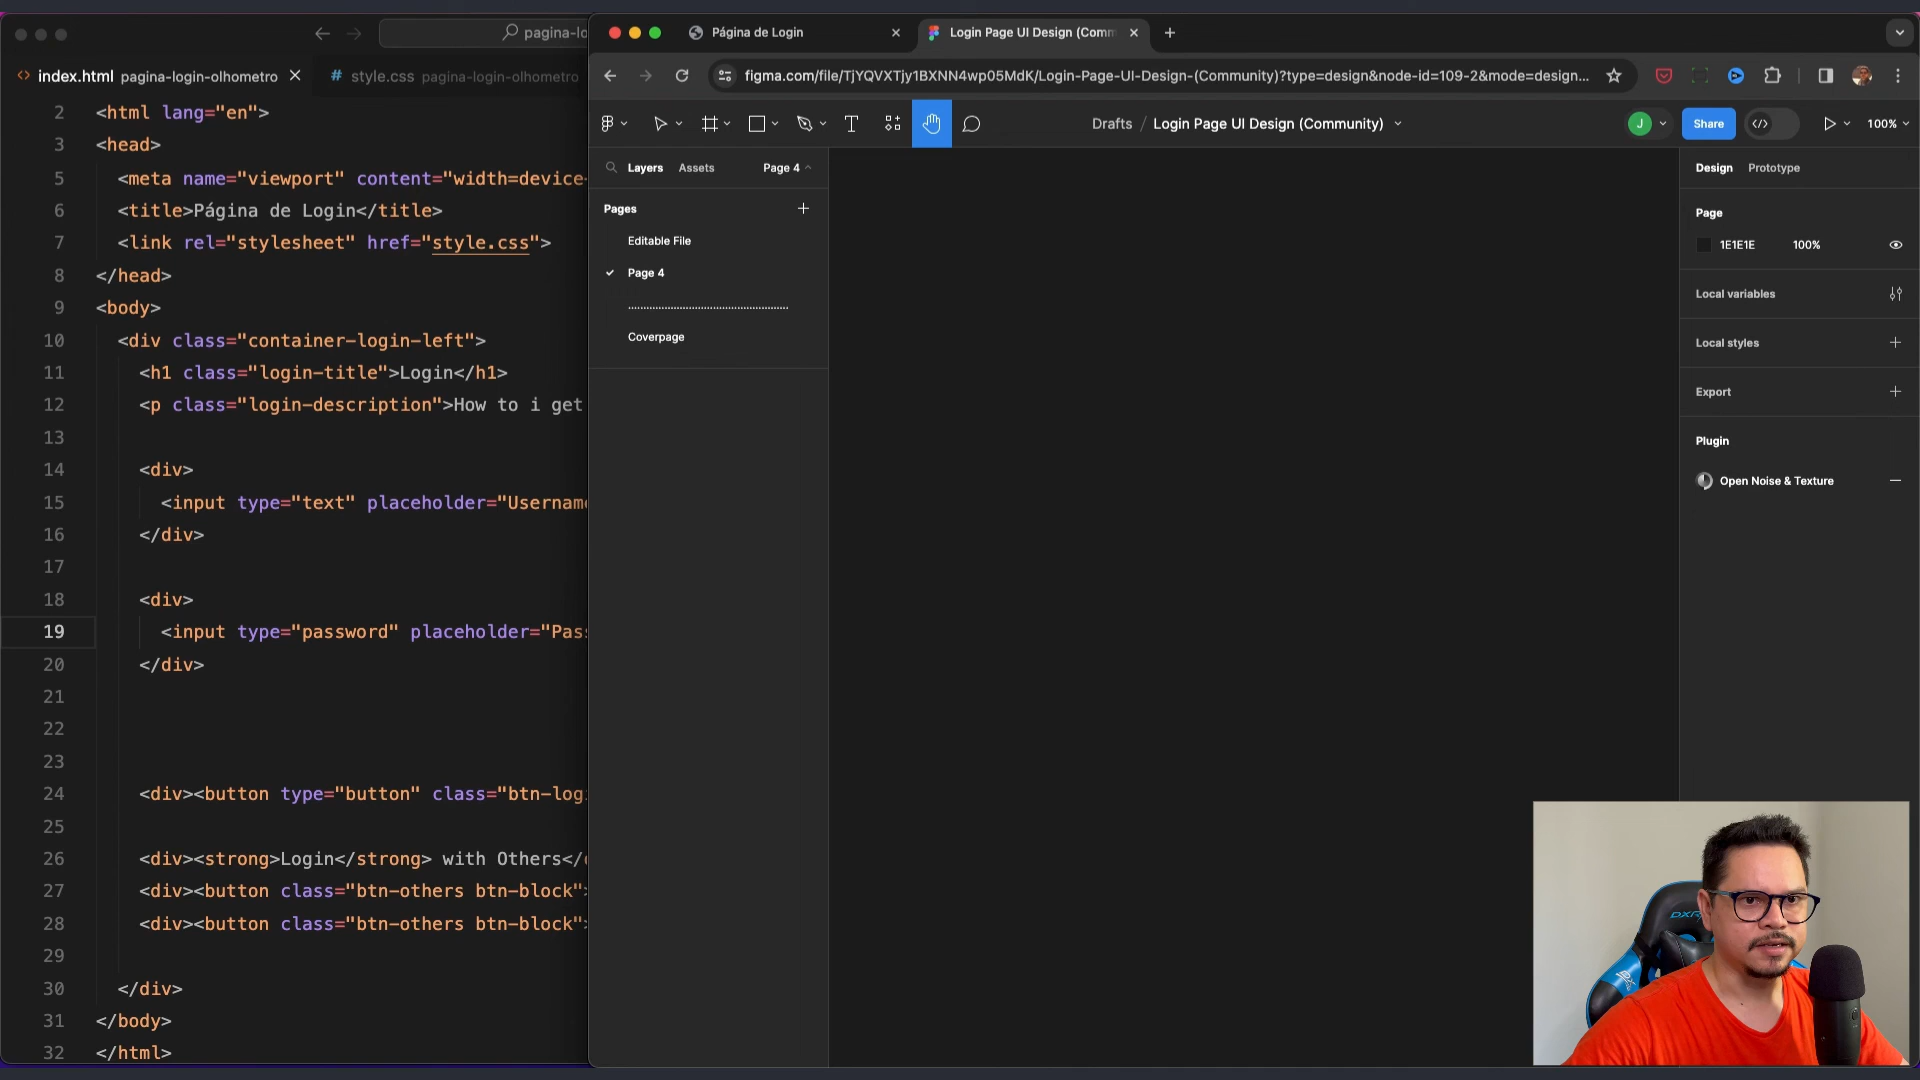 pagina-lo
index.html pagina-login-olhometro
# style.css pagina-login-olhometro
2 <html lang="en">
3 <head>
5 <meta name="viewport" content="width=device-
6 <title>Página de Login</title>
7 <link rel="stylesheet" href="style.css">
8 </head>
9 <body>
10 <div class="container-login-left">
11 <h1 class="login-title">Login</h1>
12 <p class="login-description">How to i get
13
14 <div>
15 <input type="text" placeholder="Username
16 </div>
17
18 <div>
19 <input type="password" placeholder="Pass
20 </div>
21
22
23
24 <div><button type="button" class="btn-logi
25
26 <div><strong>Login</strong> with Others</d
27 <div><button class="btn-others btn-block">
28 <div><button class="btn-others btn-block">
29
30 </div>
31 </body>
32 </html>
Página de Login
Login Page UI Design (Comm
figma.com/file/TjYQVXTjy1BXNN4wp05MdK/Login-Page-UI-Design-(Community)?type=design&node-id=109-2&mode=design...
Drafts / Login Page UI Design (Community)
J
Share
100%
Layers Assets Page 4
Pages
Editable File
Page 4
Coverpage
Design Prototype
Page
1E1E1E 100%
Local variables
Local styles
Export
Plugin
Open Noise & Texture